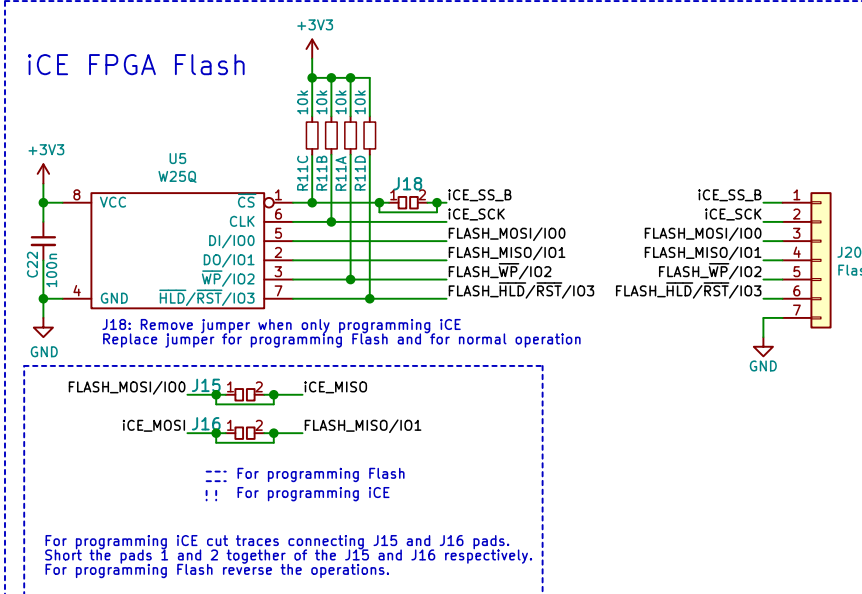 iCE FPGA Flash
+3V3
10k
10k
10k
10k
R11C
R11B
R11A
R11D
+3V3
U5
W25Q
8 VCC
CS 1
CLK 6
DI/IO0 5
DO/IO1 2
WP/IO2 3
4 GND
HLD/RST/IO3 7
C22
100n
GND
J18
1 2
iCE_SS_B
iCE_SCK
FLASH_MOSI/IO0
FLASH_MISO/IO1
FLASH_WP/IO2
FLASH_HLD/RST/IO3
iCE_SS_B 1
iCE_SCK 2
FLASH_MOSI/IO0 3
FLASH_MISO/IO1 4
FLASH_WP/IO2 5
FLASH_HLD/RST/IO3 6
7
J20
GND
J18: Remove jumper when only programming iCE
Replace jumper for programming Flash and for normal operation
FLASH_MOSI/IO0 J15 1 2 iCE_MISO
iCE_MOSI J16 1 2 FLASH_MISO/IO1
For programming Flash
For programming iCE
For programming iCE cut traces connecting J15 and J16 pads.
Short the pads 1 and 2 together of the J15 and J16 respectively.
For programming Flash reverse the operations.